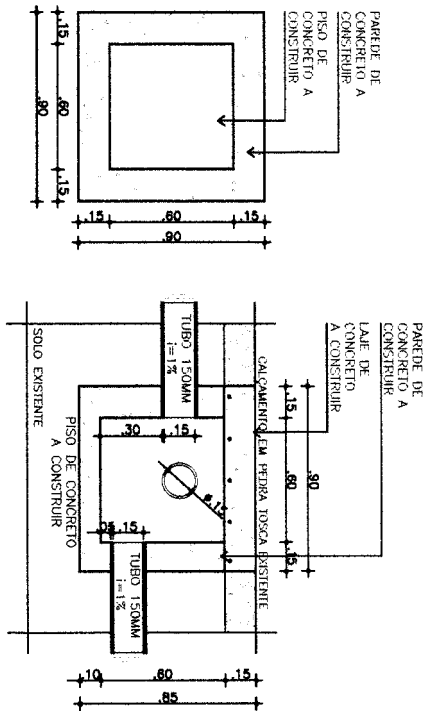 PAREDE DE
CONCRETO A
CONSTRUIR
PISO DE
CONCRETO A
CONSTRUIR
.15
.60
.15
.90
.15
.60
.15
.90
PAREDE DE
CONCRETO A
CONSTRUIR
LAJE DE
CONCRETO
A CONSTRUIR
.90
.15
.60
.15
CALÇAMENTO EM PEDRA TOSCA EXISTENTE
TUBO 150MM
i=1%
.30
.15
ø.15
.05
.15
TUBO 150MM
i=1%
PISO DE CONCRETO
A CONSTRUIR
SOLO EXISTENTE
.10
.60
.15
.85